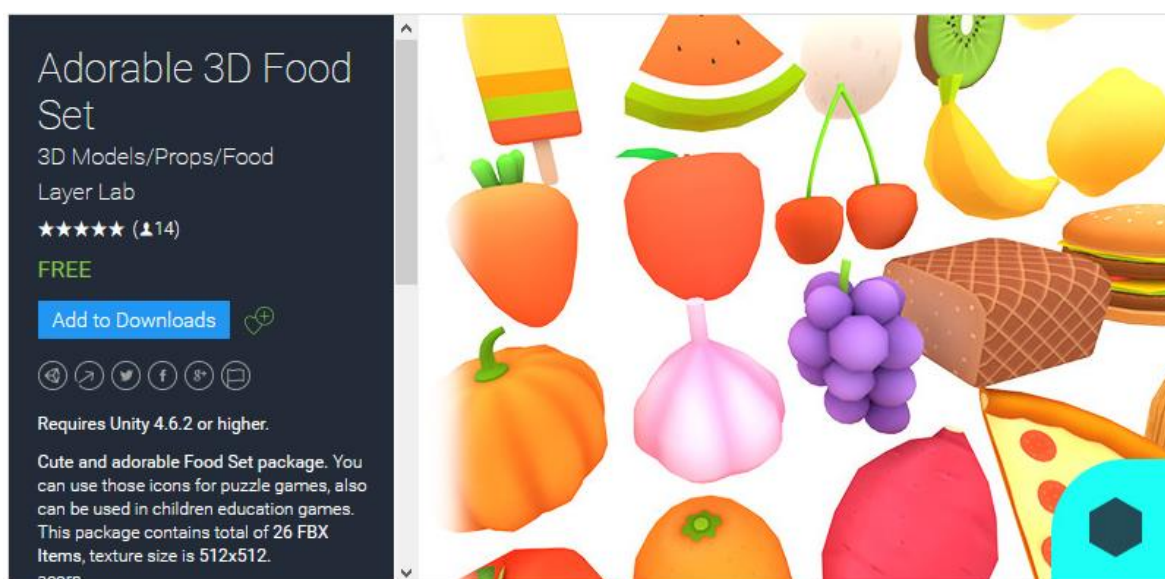 Adorable 3D Food
Set
3D Models/Props/Food
Layer Lab
★★★★★ (14)
FREE
Add to Downloads
Requires Unity 4.6.2 or higher.
Cute and adorable Food Set package. You
can use those icons for puzzle games, also
can be used in children education games.
This package contains total of 26 FBX
Items, texture size is 512x512.
acorn